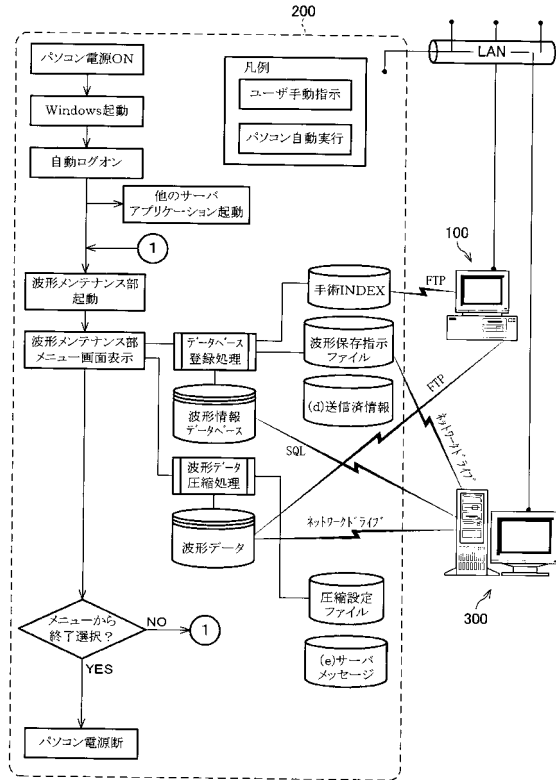 200
パソコン電源ON
Windows起動
自動ログオン
他のサーバ
アプリケーション起動
1
凡例
ユーザ手動指示
パソコン自動実行
LAN
100
FTP
波形メンテナンス部
起動
波形メンテナンス部
メニュー画面表示
データベース
登録処理
手術INDEX
波形保存指示
ファイル
(d)送信済情報
FTP
ネットワークドライブ
波形情報
データベース
SQL
波形データ
圧縮処理
波形データ
ネットワークドライブ
300
圧縮設定
ファイル
(e)サーバ
メッセージ
メニューから
終了選択？
NO
1
YES
パソコン電源断